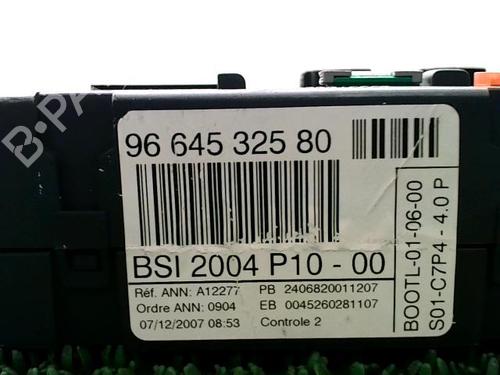 96 645 325 80
BSI 2004 P10 - 00
Réf. ANN: A12277 PB 2406820011207
Ordre ANN: 0904 EB 0045260281107
07/12/2007 08:53 Controle 2
BOOTL-01-06-00
S01-C7P4 - 4.0 P
B-PARTS